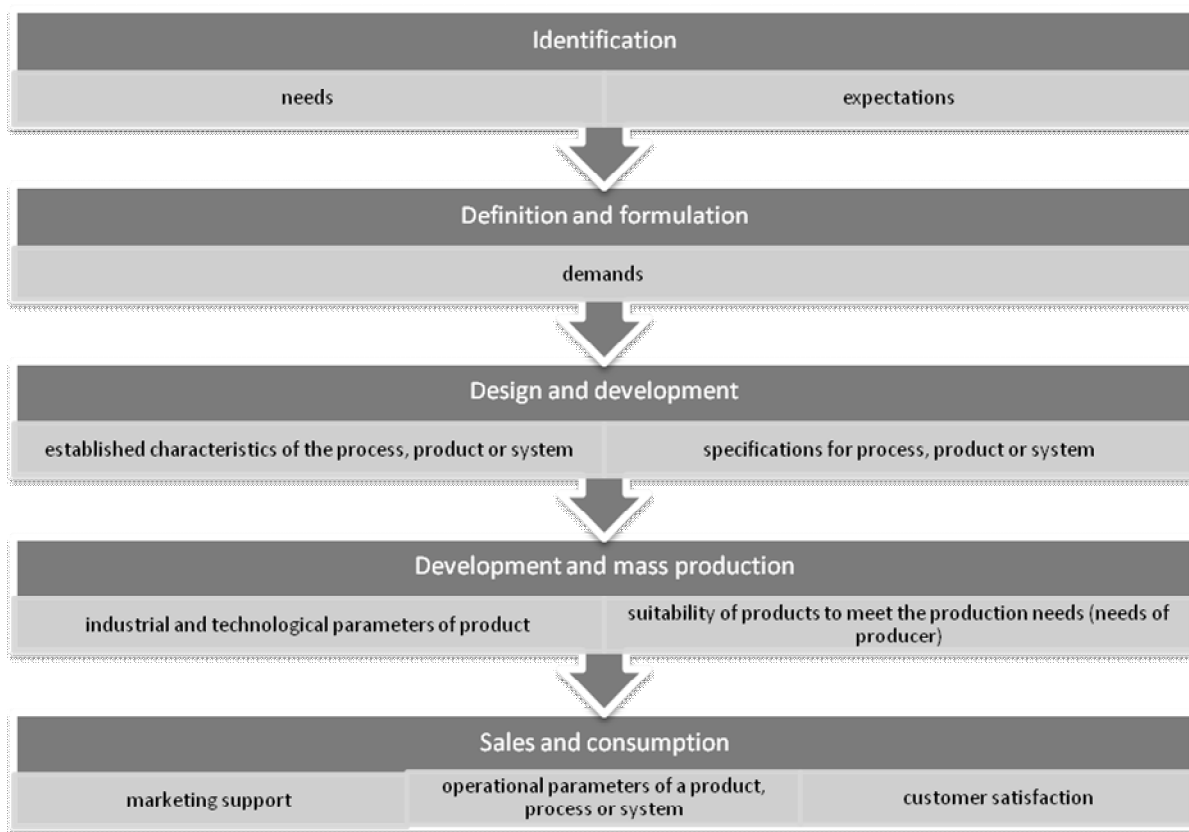 Identification
needs
expectations
Definition and formulation
demands
Design and development
established characteristics of the process, product or system
specifications for process, product or system
Development and mass production
industrial and technological parameters of product
suitability of products to meet the production needs (needs of
producer)
Sales and consumption
marketing support
operational parameters of a product,
process or system
customer satisfaction